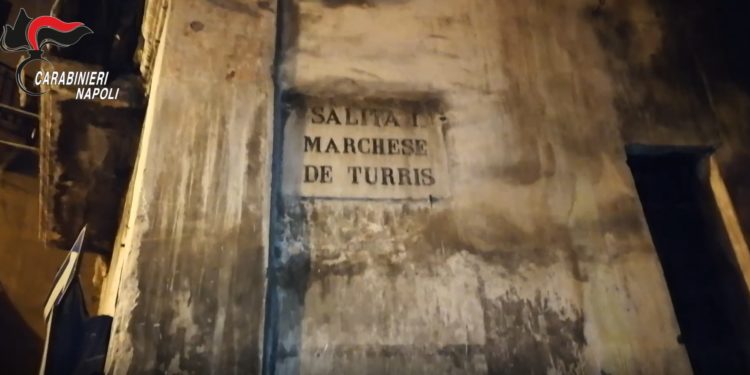 CARABINIERI
NAPOLI
SALITA I.
MARCHESE
DE TURRIS